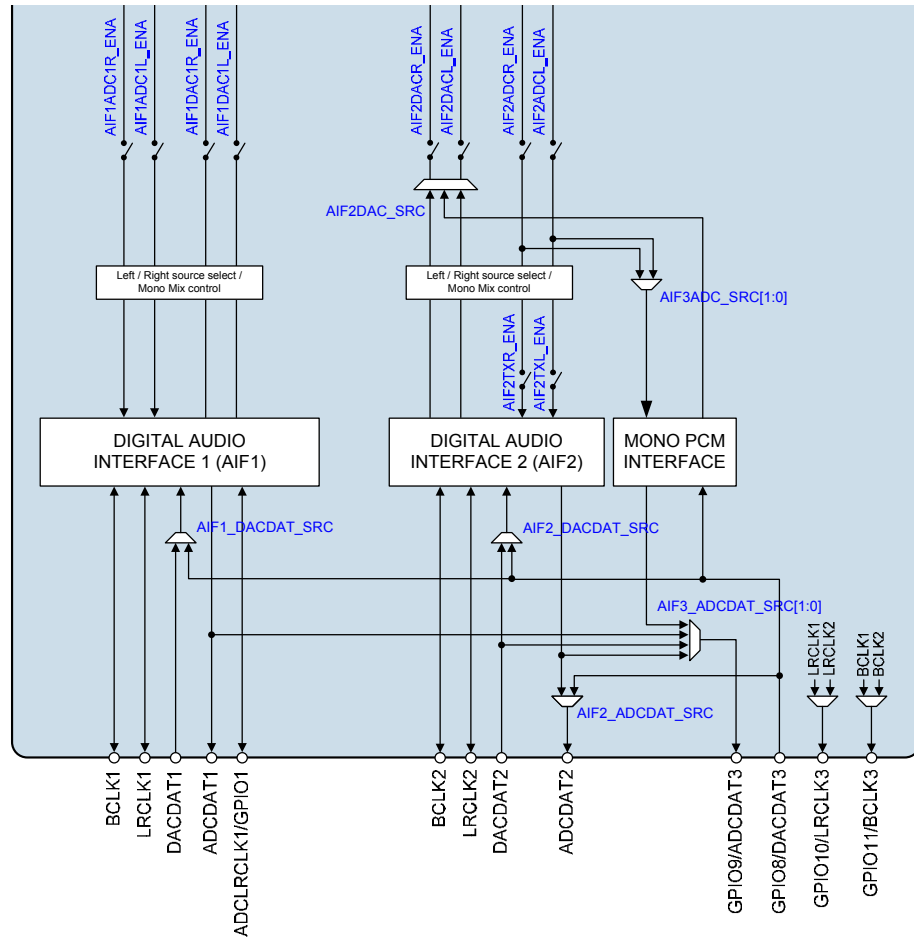 AIF1ADC1R_ENA
AIF1ADC1L_ENA
AIF1DAC1R_ENA
AIF1DAC1L_ENA
AIF2DACR_ENA
AIF2DACL_ENA
AIF2ADCR_ENA
AIF2ADCL_ENA
AIF2DAC_SRC
Left / Right source select /
Mono Mix control
Left / Right source select /
Mono Mix control
AIF3ADC_SRC[1:0]
AIF2TXR_ENA
AIF2TXL_ENA
DIGITAL AUDIO
INTERFACE 1 (AIF1)
DIGITAL AUDIO
INTERFACE 2 (AIF2)
MONO PCM
INTERFACE
AIF1_DACDAT_SRC
AIF2_DACDAT_SRC
AIF3_ADCDAT_SRC[1:0]
LRCLK1
LRCLK2
BCLK1
BCLK2
AIF2_ADCDAT_SRC
BCLK1
LRCLK1
DACDAT1
ADCDAT1
ADCLRCLK1/GPIO1
BCLK2
LRCLK2
DACDAT2
ADCDAT2
GPIO9/ADCDAT3
GPIO8/DACDAT3
GPIO10/LRCLK3
GPIO11/BCLK3